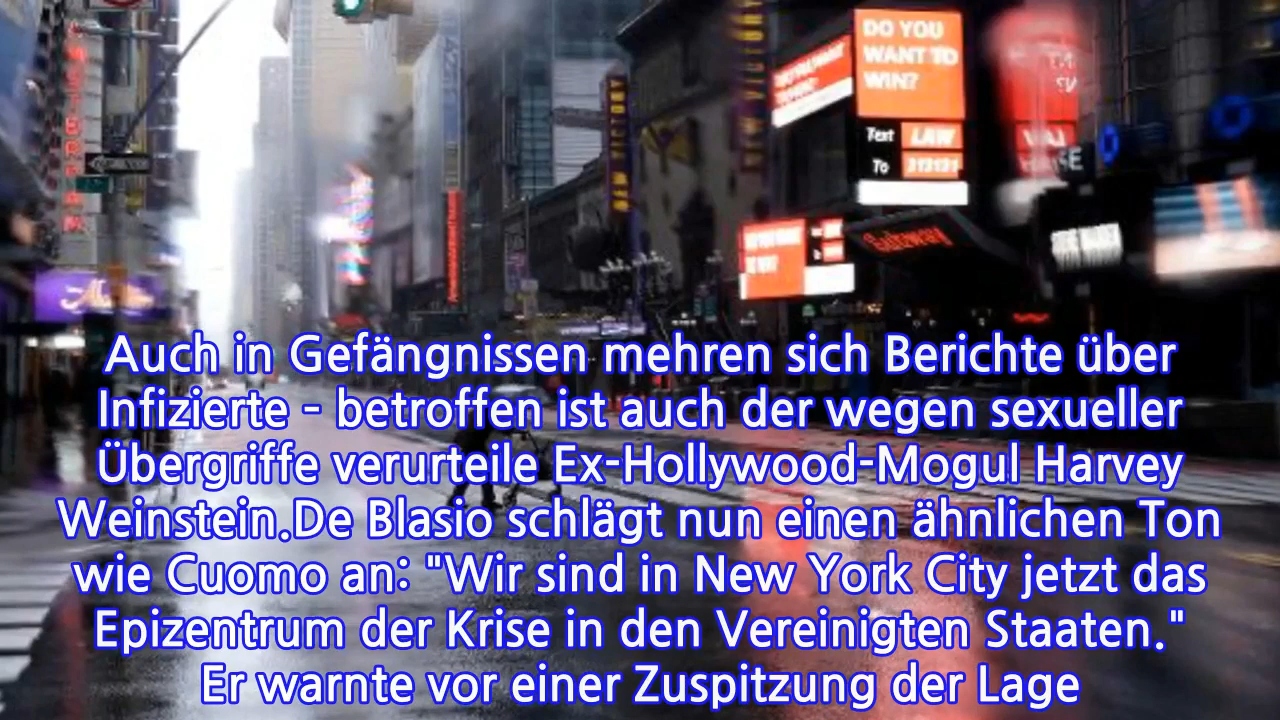 DO YOU
WANT TO
WIN?
Text LAW
To 313131
Auch in Gefängnissen mehren sich Berichte über
Infizierte - betroffen ist auch der wegen sexueller
Übergriffe verurteile Ex-Hollywood-Mogul Harvey
Weinstein.De Blasio schlägt nun einen ähnlichen Ton
wie Cuomo an: "Wir sind in New York City jetzt das
Epizentrum der Krise in den Vereinigten Staaten."
Er warnte vor einer Zuspitzung der Lage